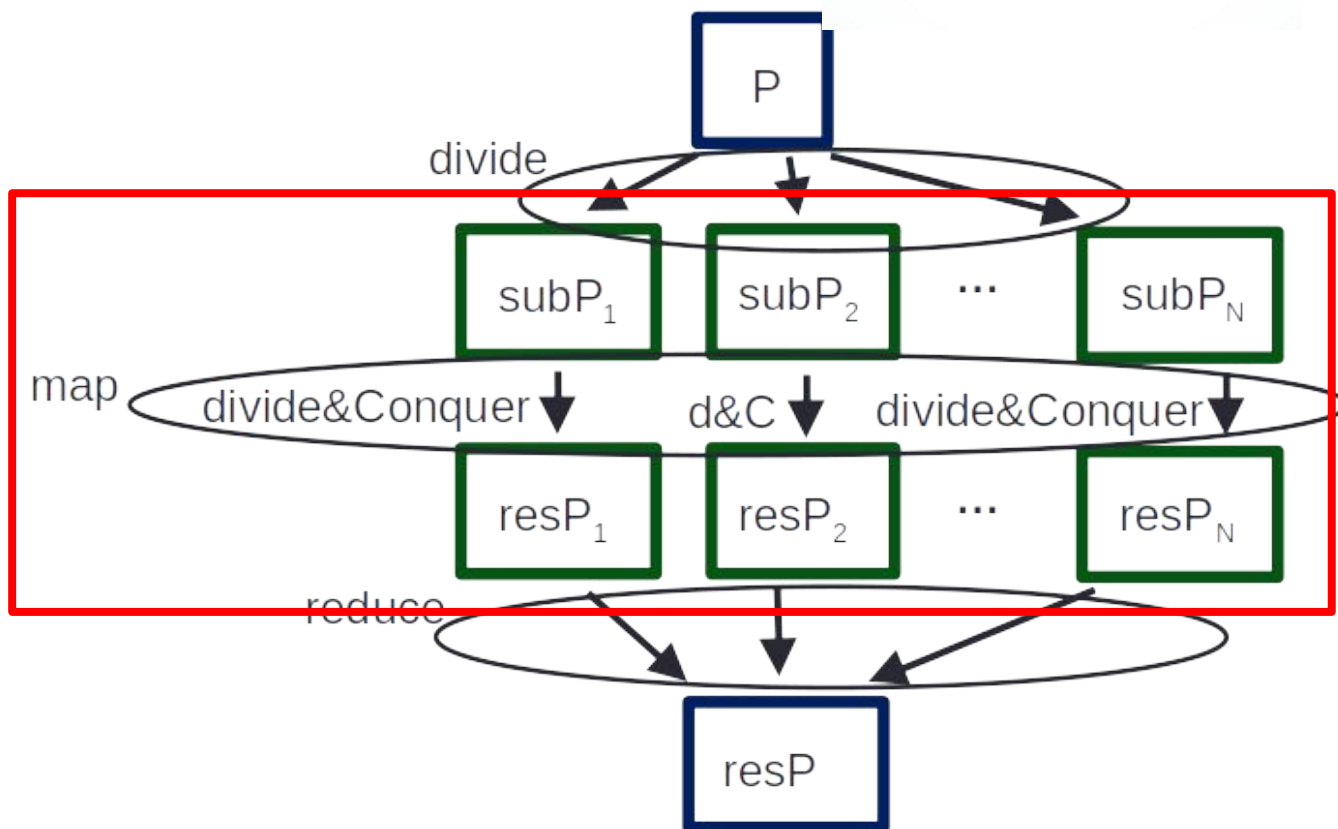 P
divide
subP1 subP2 ... subPN
map divide&Conquer d&C divide&Conquer
resP1 resP2 ... resPN
reduce
resP